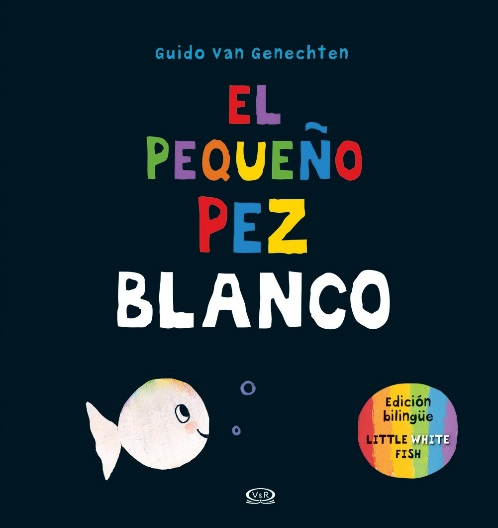 Guido Van Genechten
EL
PEQUEÑO
PEZ
BLANCO
Edición
bilingüe
LITTLE WHITE
FISH
V&R